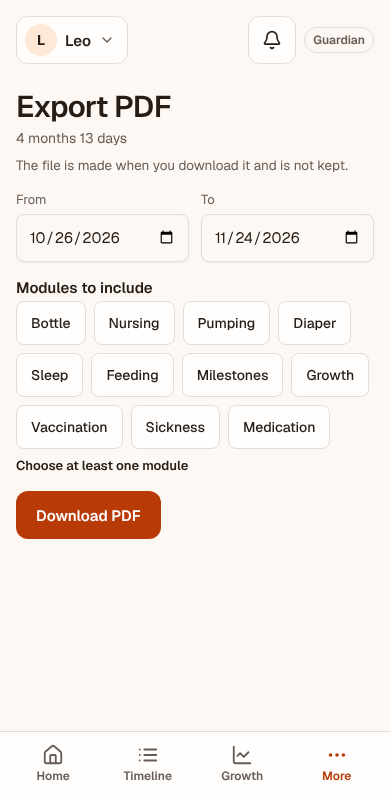 L Leo Guardian
Export PDF
4 months 13 days
The file is made when you download it and is not kept.
From To
10/26/2026 11/24/2026
Modules to include
Bottle Nursing Pumping Diaper
Sleep Feeding Milestones Growth
Vaccination Sickness Medication
Choose at least one module
Download PDF
Home Timeline Growth More